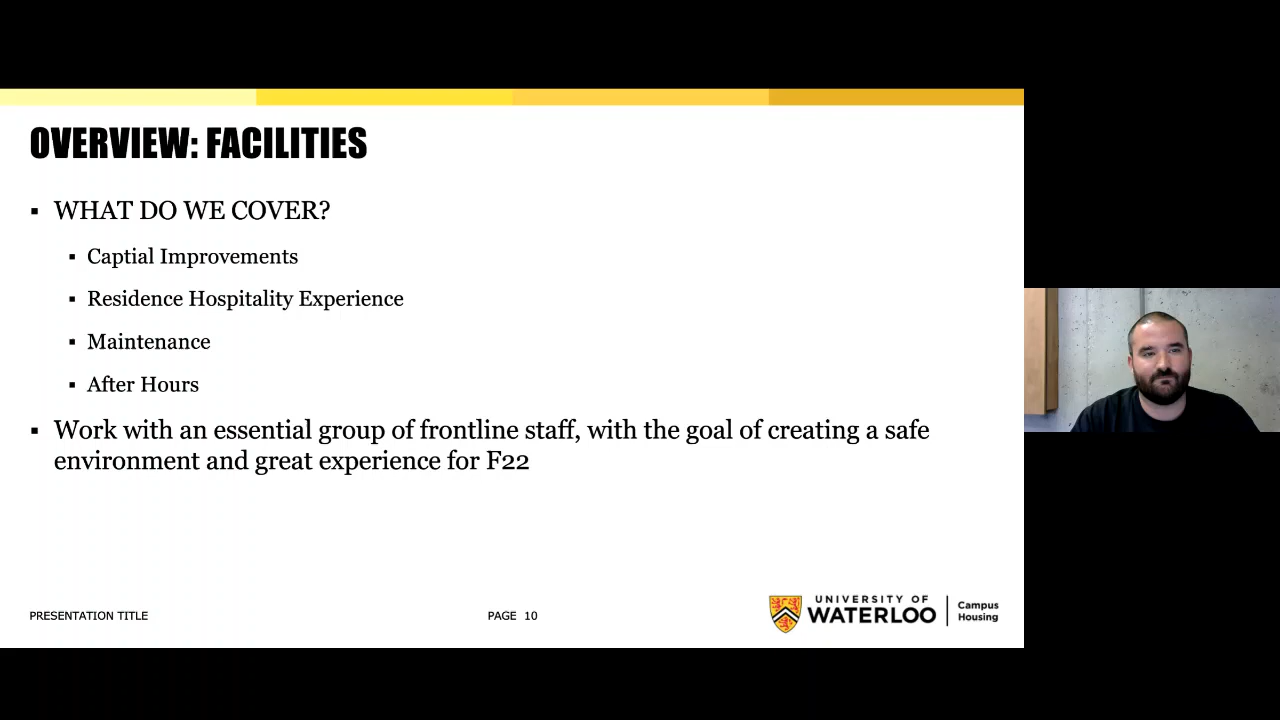 OVERVIEW: FACILITIES
▪ WHAT DO WE COVER?
▪ Captial Improvements
▪ Residence Hospitality Experience
▪ Maintenance
▪ After Hours
▪ Work with an essential group of frontline staff, with the goal of creating a safe
environment and great experience for F22
PRESENTATION TITLE
PAGE 10
UNIVERSITY OF
WATERLOO
Campus
Housing